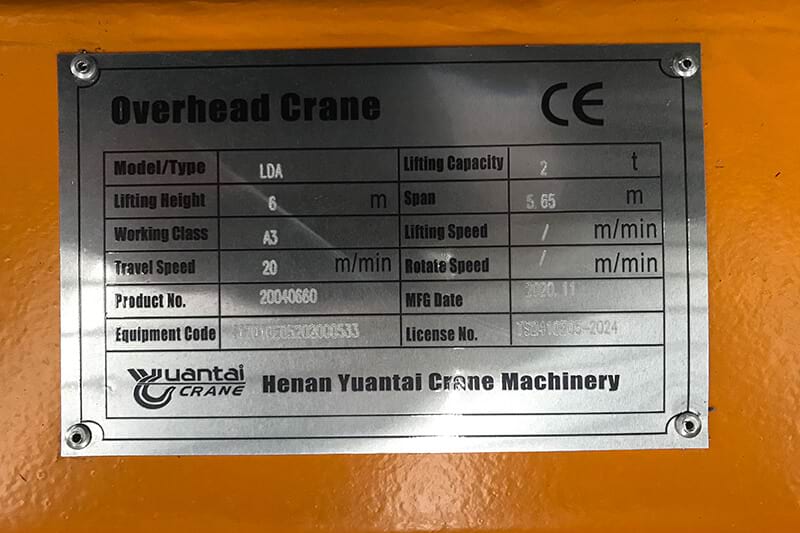 Overhead Crane CE
Model/Type LDA Lifting Capacity 2 t
Lifting Height 6 m Span 5.65 m
Working Class A3 Lifting Speed / m/min
Travel Speed 20 m/min Rotate Speed / m/min
Product No. 20040660 MFG Date 2020.11
Equipment Code License No.
Yuantai CRANE Henan Yuantai Crane Machinery